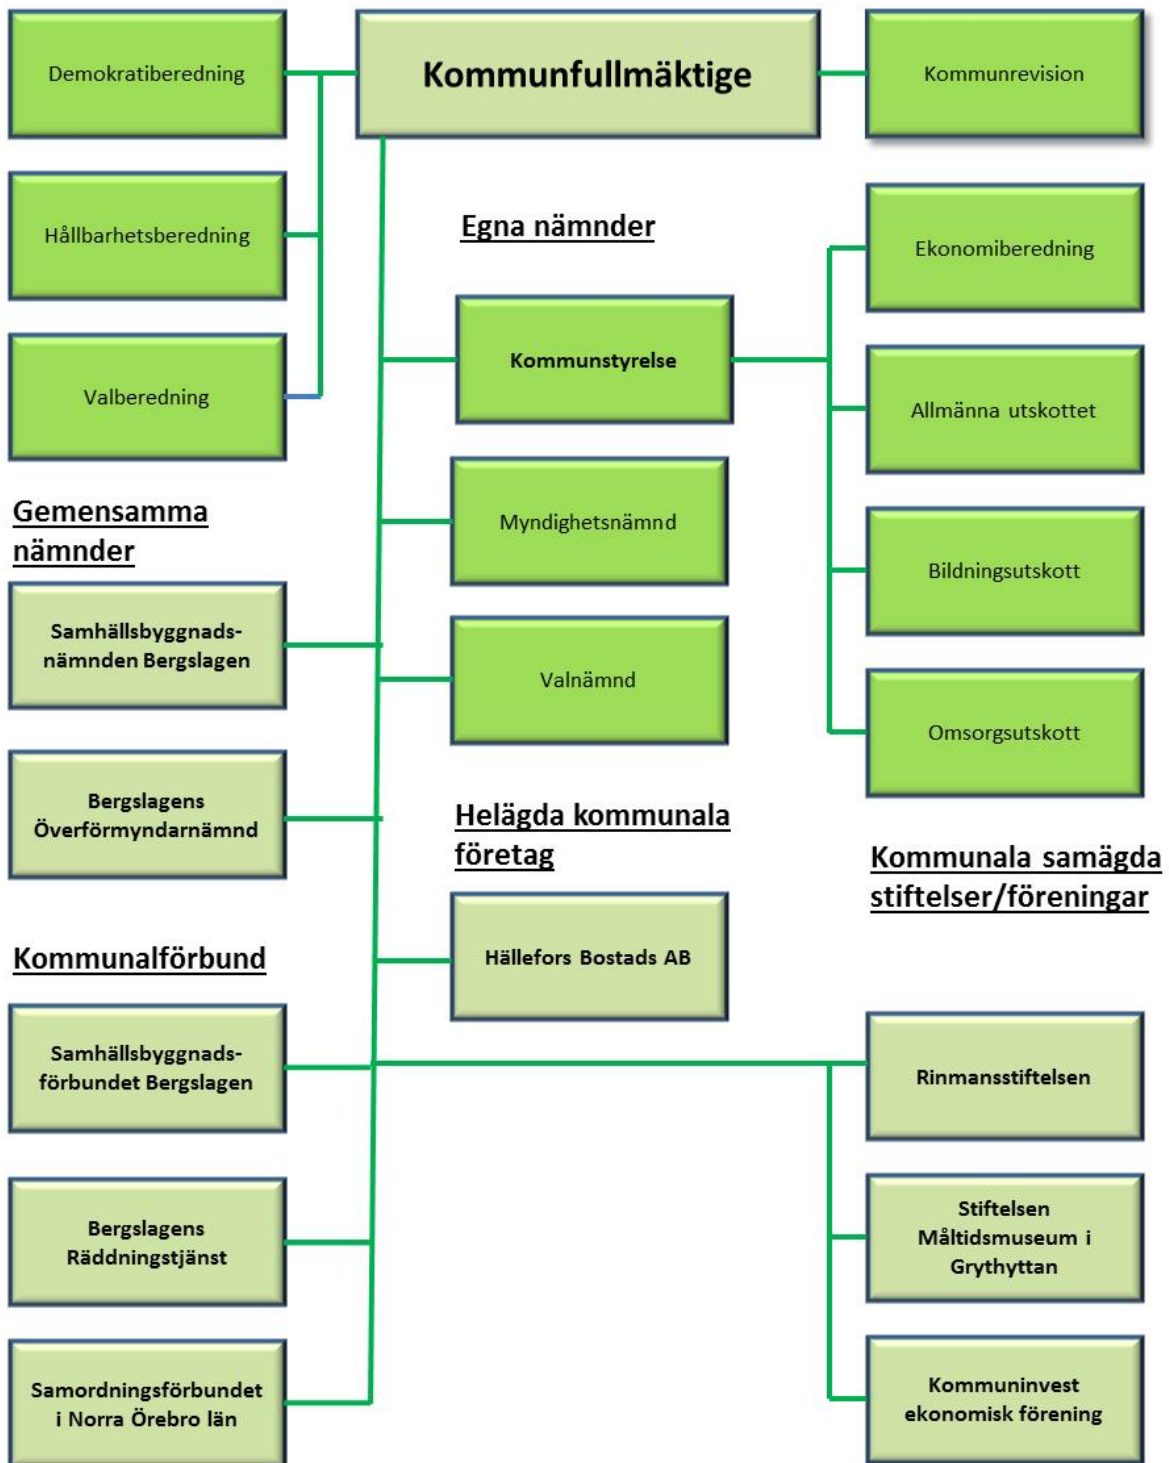 Demokratiberedning
Kommunfullmäktige
Kommunrevision
Hållbarhetsberedning
Valberedning
Egna nämnder
Kommunstyrelse
Myndighetsnämnd
Valnämnd
Ekonomiberedning
Allmänna utskottet
Bildningsutskott
Omsorgsutskott
Gemensamma
nämnder
Samhällsbyggnads-
nämnden Bergslagen
Bergslagens
Överförmyndarnämnd
Helägda kommunala
företag
Hällefors Bostads AB
Kommunala samägda
stiftelser/föreningar
Rinmansstiftelsen
Stiftelsen
Måltidsmuseum i
Grythyttan
Kommuninvest
ekonomisk förening
Kommunalförbund
Samhällsbyggnads-
förbundet Bergslagen
Bergslagens
Räddningstjänst
Samordningsförbundet
i Norra Örebro län